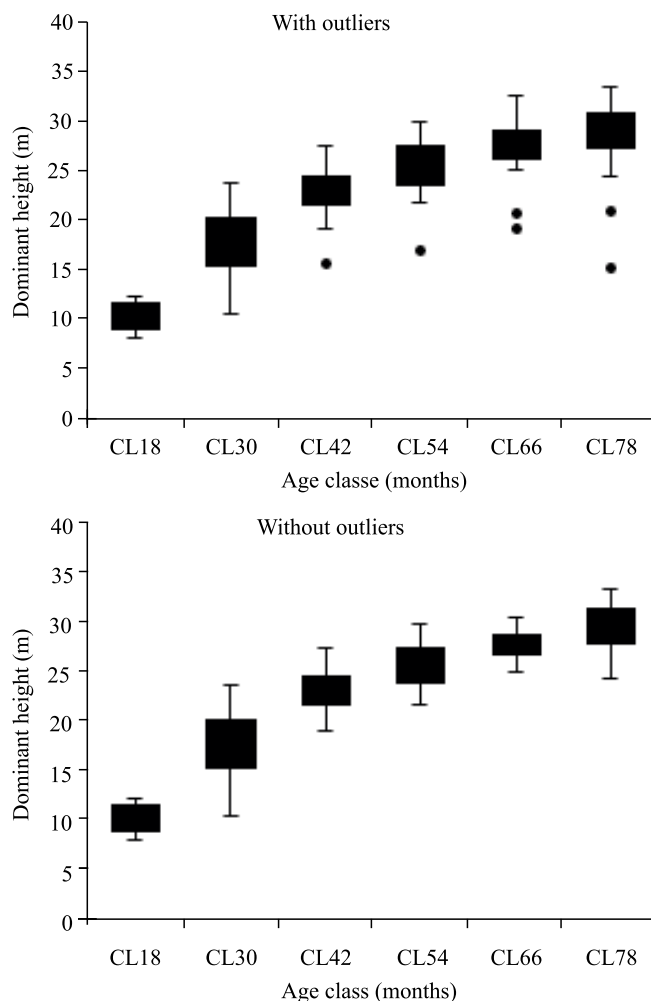 With outliers
Dominant height (m)
40
35
30
25
20
15
10
5
0
CL18 CL30 CL42 CL54 CL66 CL78
Age classe (months)
Without outliers
Dominant height (m)
40
35
30
25
20
15
10
5
0
CL18 CL30 CL42 CL54 CL66 CL78
Age class (months)